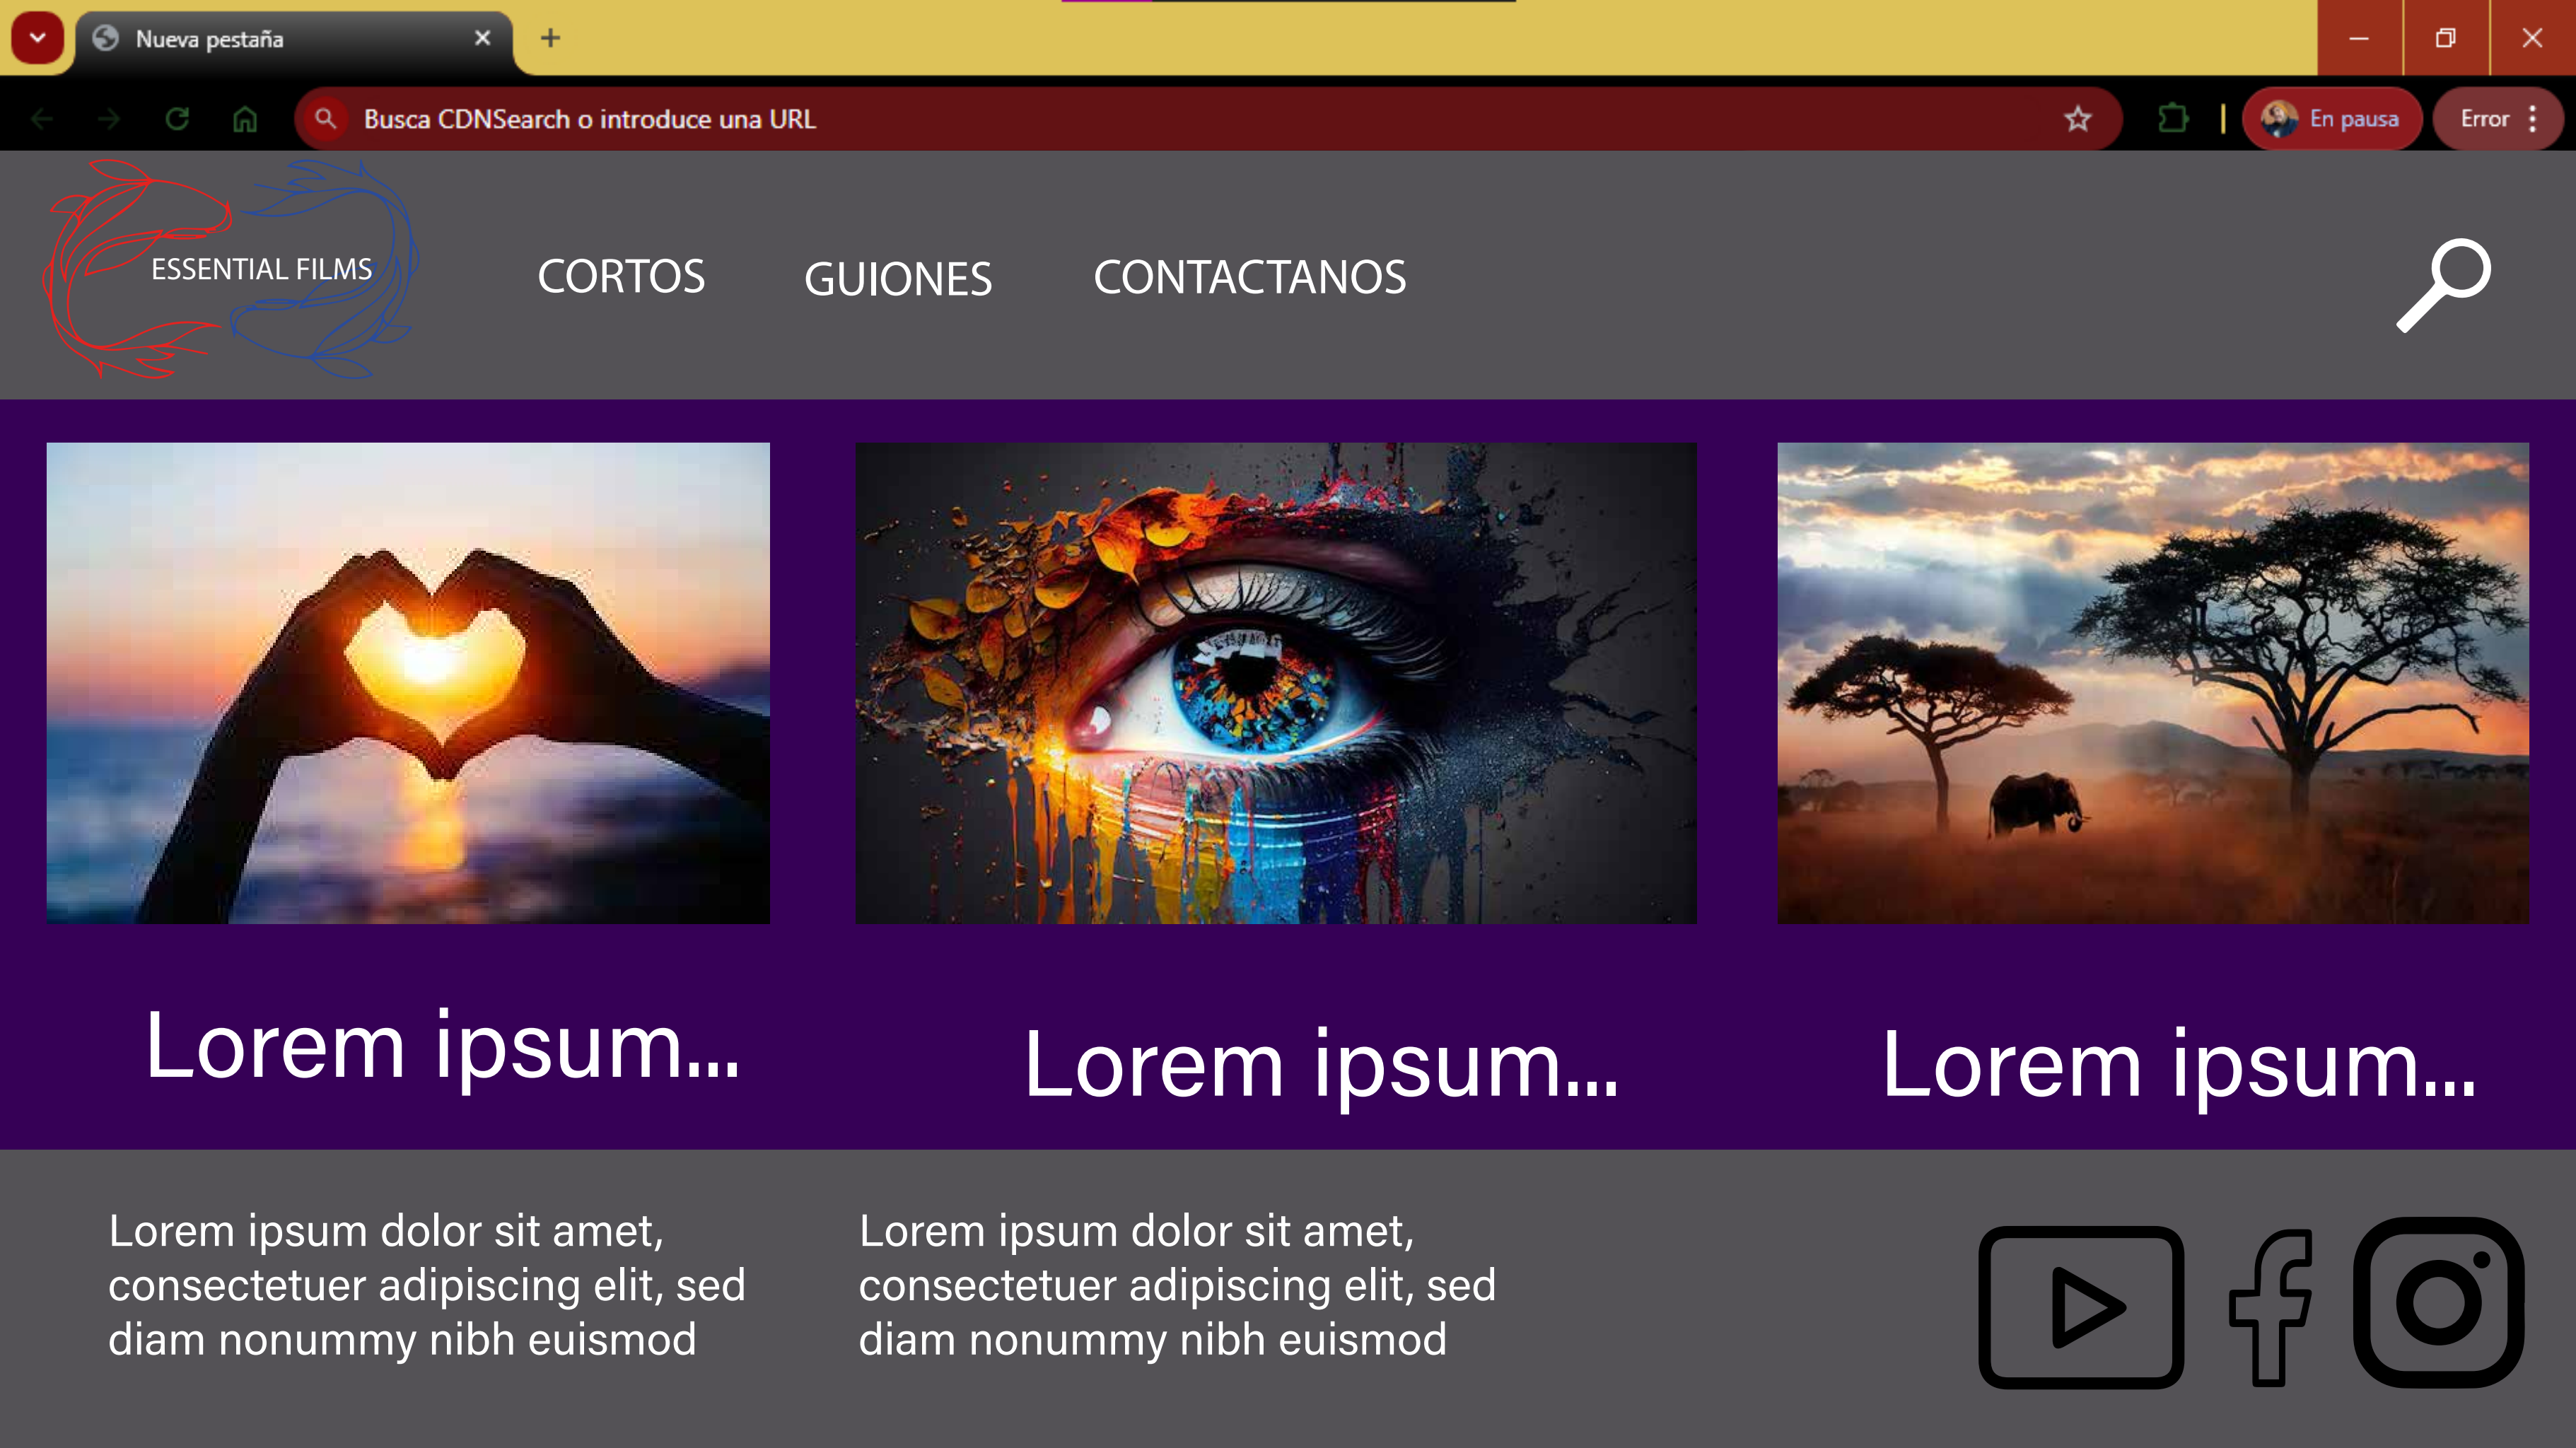 Nueva pestaña
Busca CDNSearch o introduce una URL
En pausa
Error
ESSENTIAL FILMS
CORTOS
GUIONES
CONTACTANOS
Lorem ipsum...
Lorem ipsum...
Lorem ipsum...
Lorem ipsum dolor sit amet,
consectetuer adipiscing elit, sed
diam nonummy nibh euismod
Lorem ipsum dolor sit amet,
consectetuer adipiscing elit, sed
diam nonummy nibh euismod